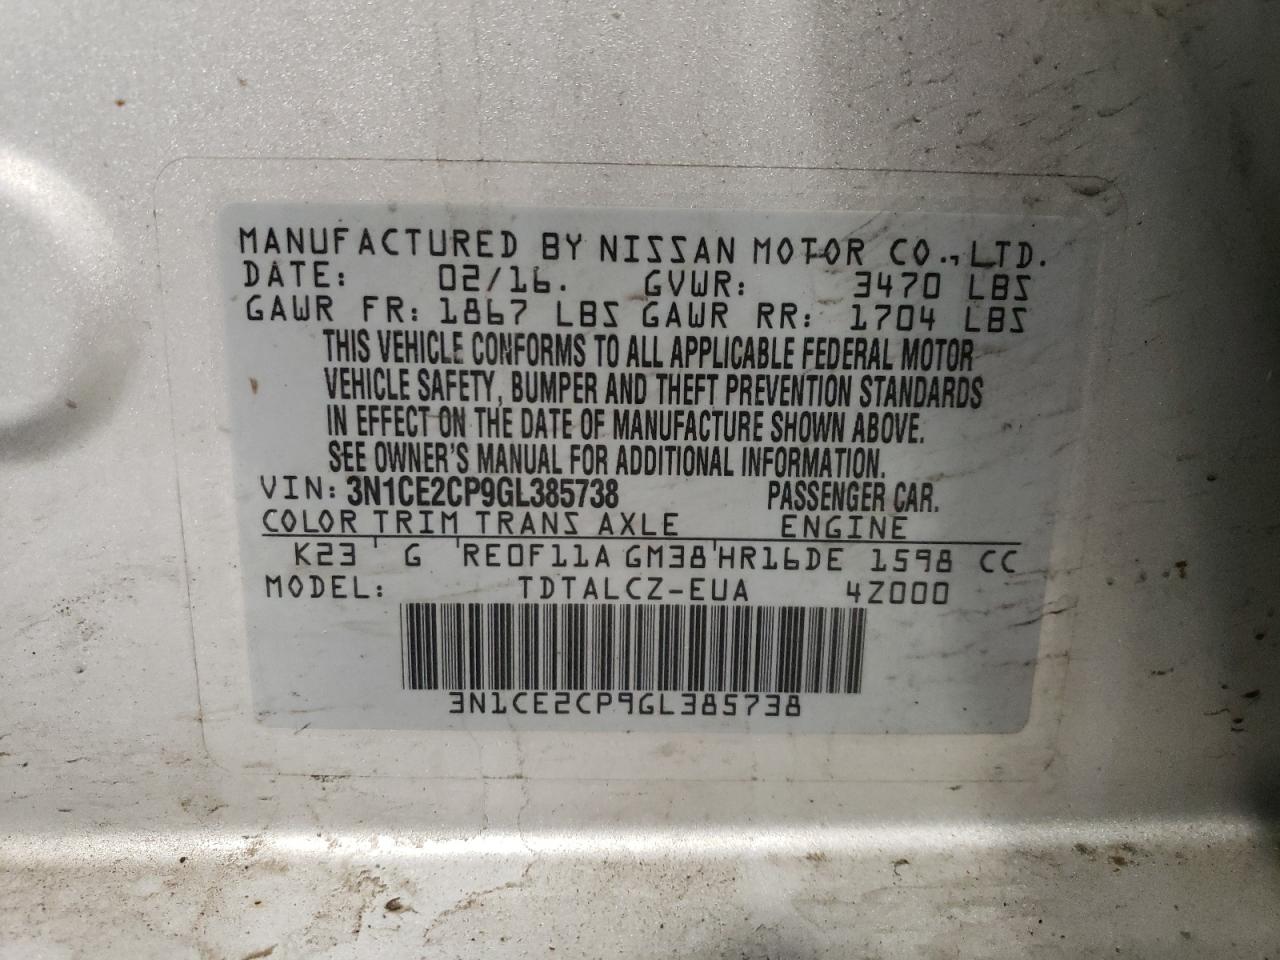 MANUFACTURED BY NISSAN MOTOR CO., LTD.
DATE: 02/16. GVWR: 3470 LBS
GAWR FR: 1867 LBS GAWR RR: 1704 LBS
THIS VEHICLE CONFORMS TO ALL APPLICABLE FEDERAL MOTOR
VEHICLE SAFETY, BUMPER AND THEFT PREVENTION STANDARDS
IN EFFECT ON THE DATE OF MANUFACTURE SHOWN ABOVE.
SEE OWNER'S MANUAL FOR ADDITIONAL INFORMATION.
VIN: 3N1CE2CP9GL385738 PASSENGER CAR.
COLOR TRIM TRANS AXLE ENGINE
K23 ' G 'RE0F11A GM38'HR16DE 1598 CC
MODEL: TDTALCZ-EUA 4Z000
3N1CE2CP9GL385738